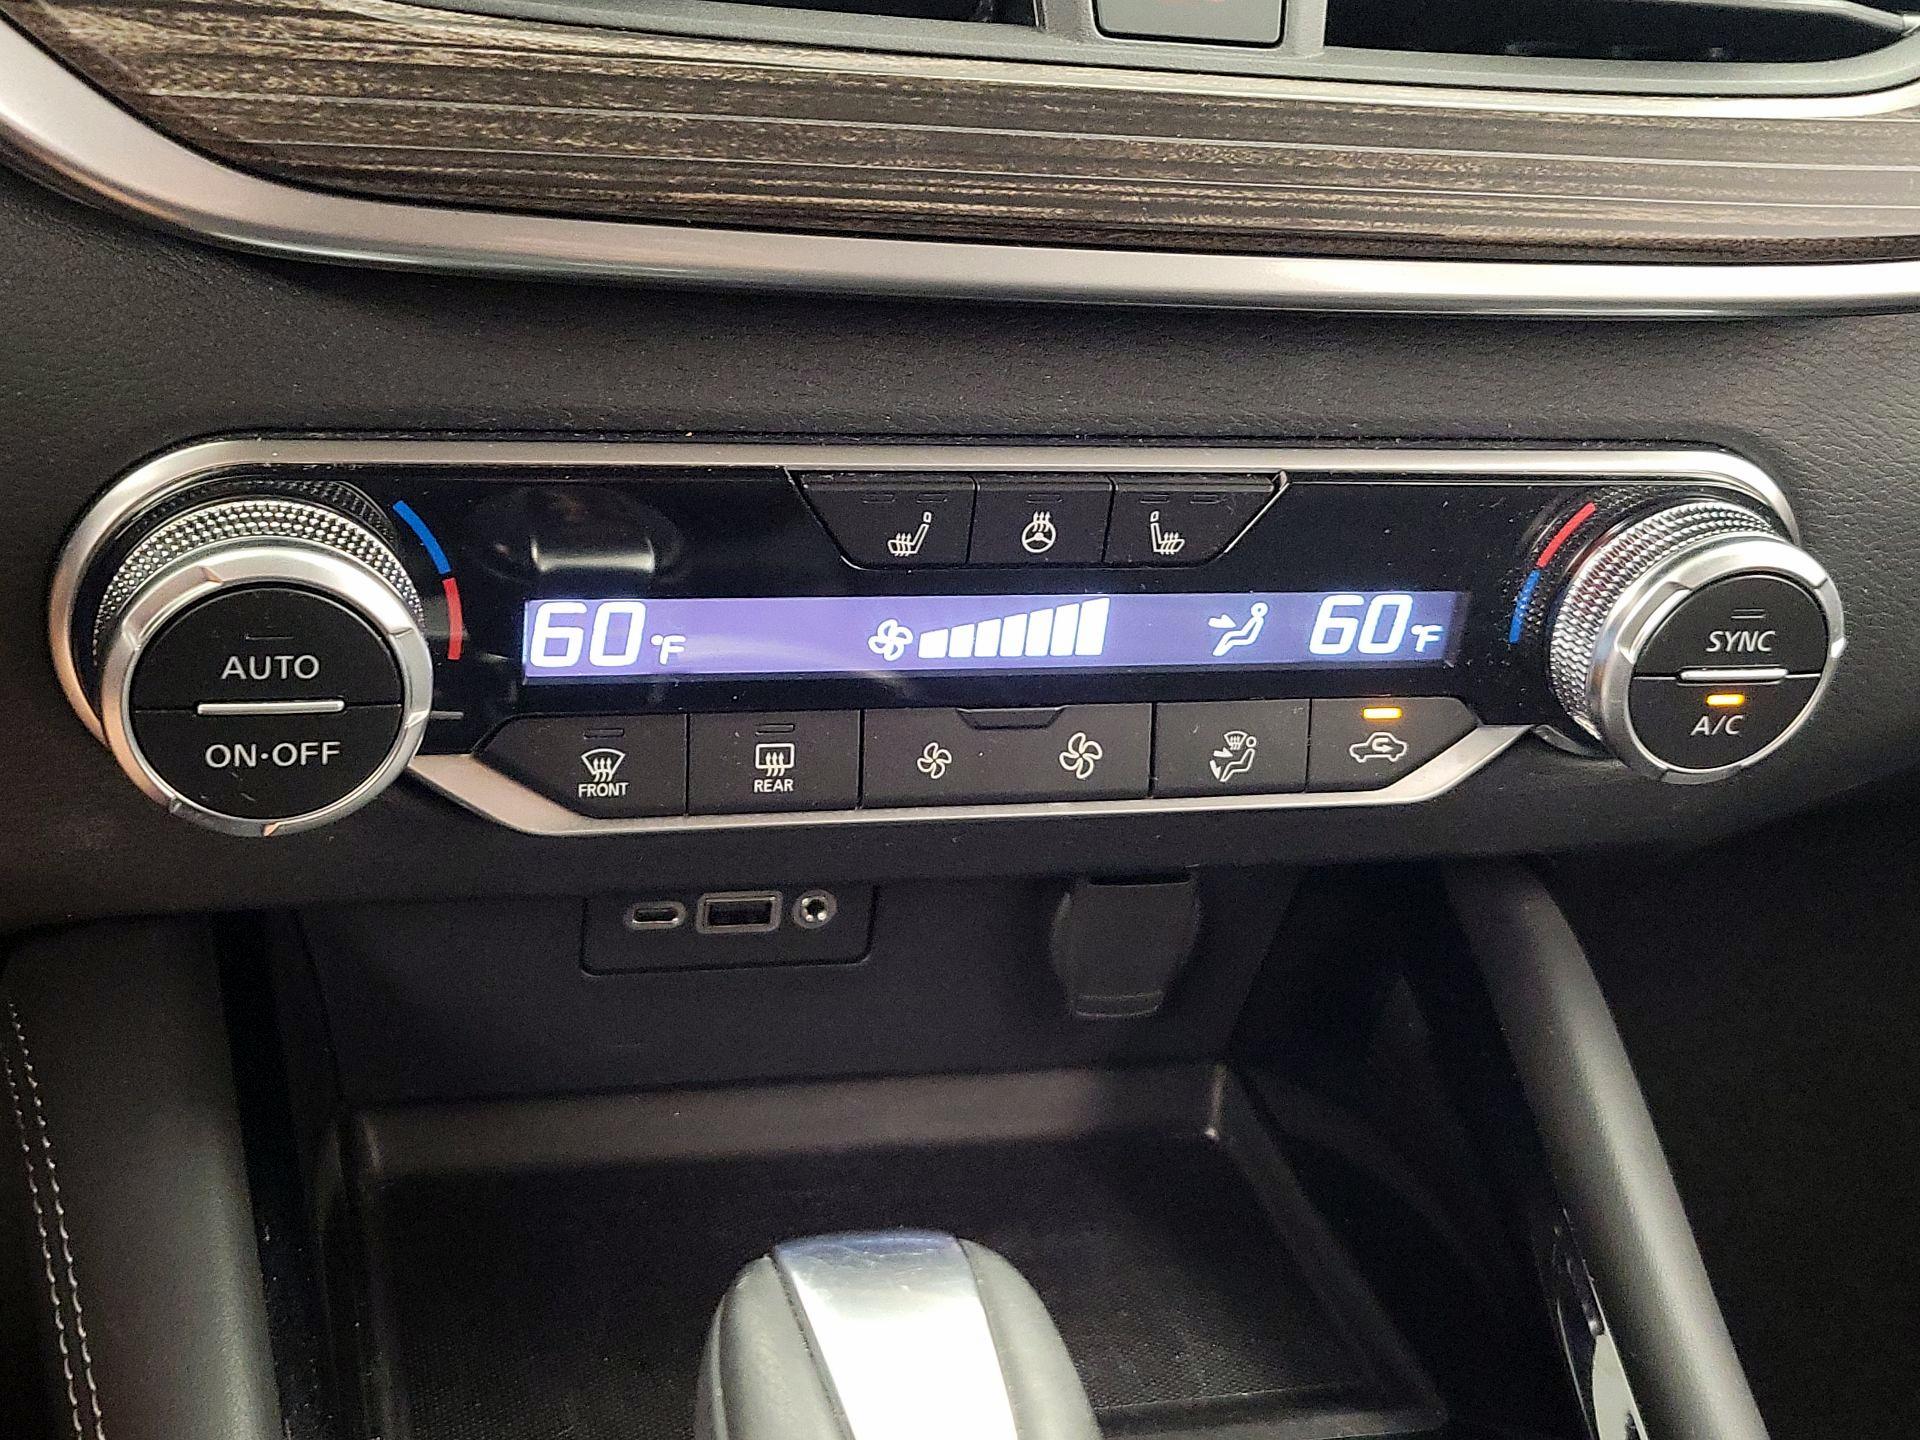 60°F
60°F
AUTO
ON•OFF
SYNC
A/C
FRONT
REAR